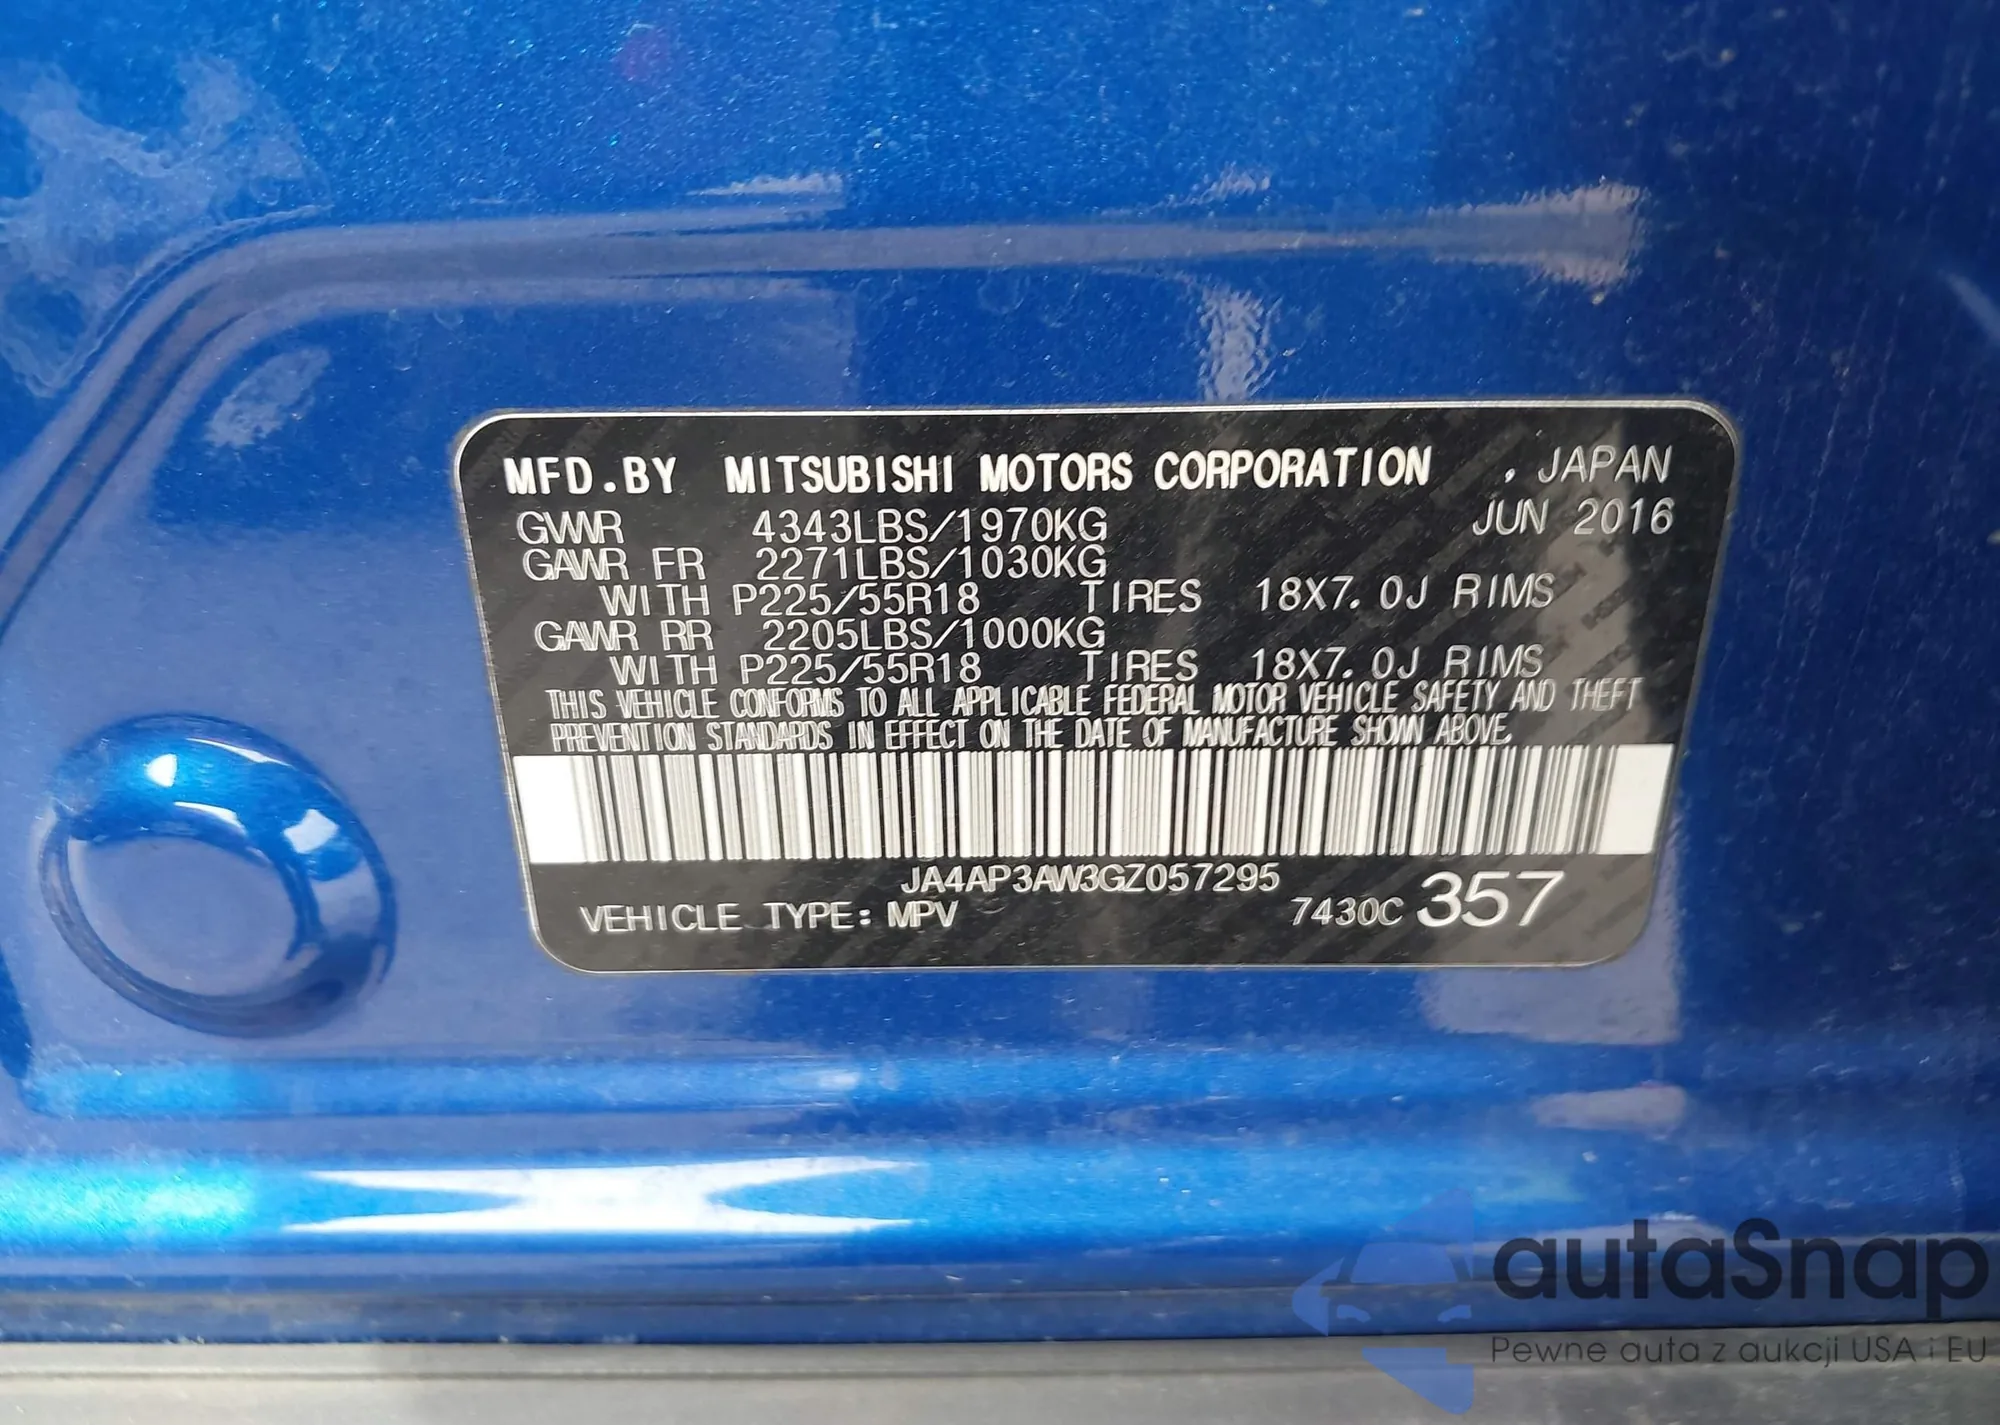 MFD.BY MITSUBISHI MOTORS CORPORATION , JAPAN
JUN 2016
GVWR 4343LBS/1970KG
GAWR FR 2271LBS/1030KG
WITH P225/55R18 TIRES 18X7.0J RIMS
GAWR RR 2205LBS/1000KG
WITH P225/55R18 TIRES 18X7.0J RIMS
THIS VEHICLE CONFORMS TO ALL APPLICABLE FEDERAL MOTOR VEHICLE SAFETY AND THEFT
PREVENTION STANDARDS IN EFFECT ON THE DATE OF MANUFACTURE SHOWN ABOVE.
JA4AP3AW3GZ057295
VEHICLE TYPE: MPV 7430C 357
autaSnap
Pewne auta z aukcji USA i EU